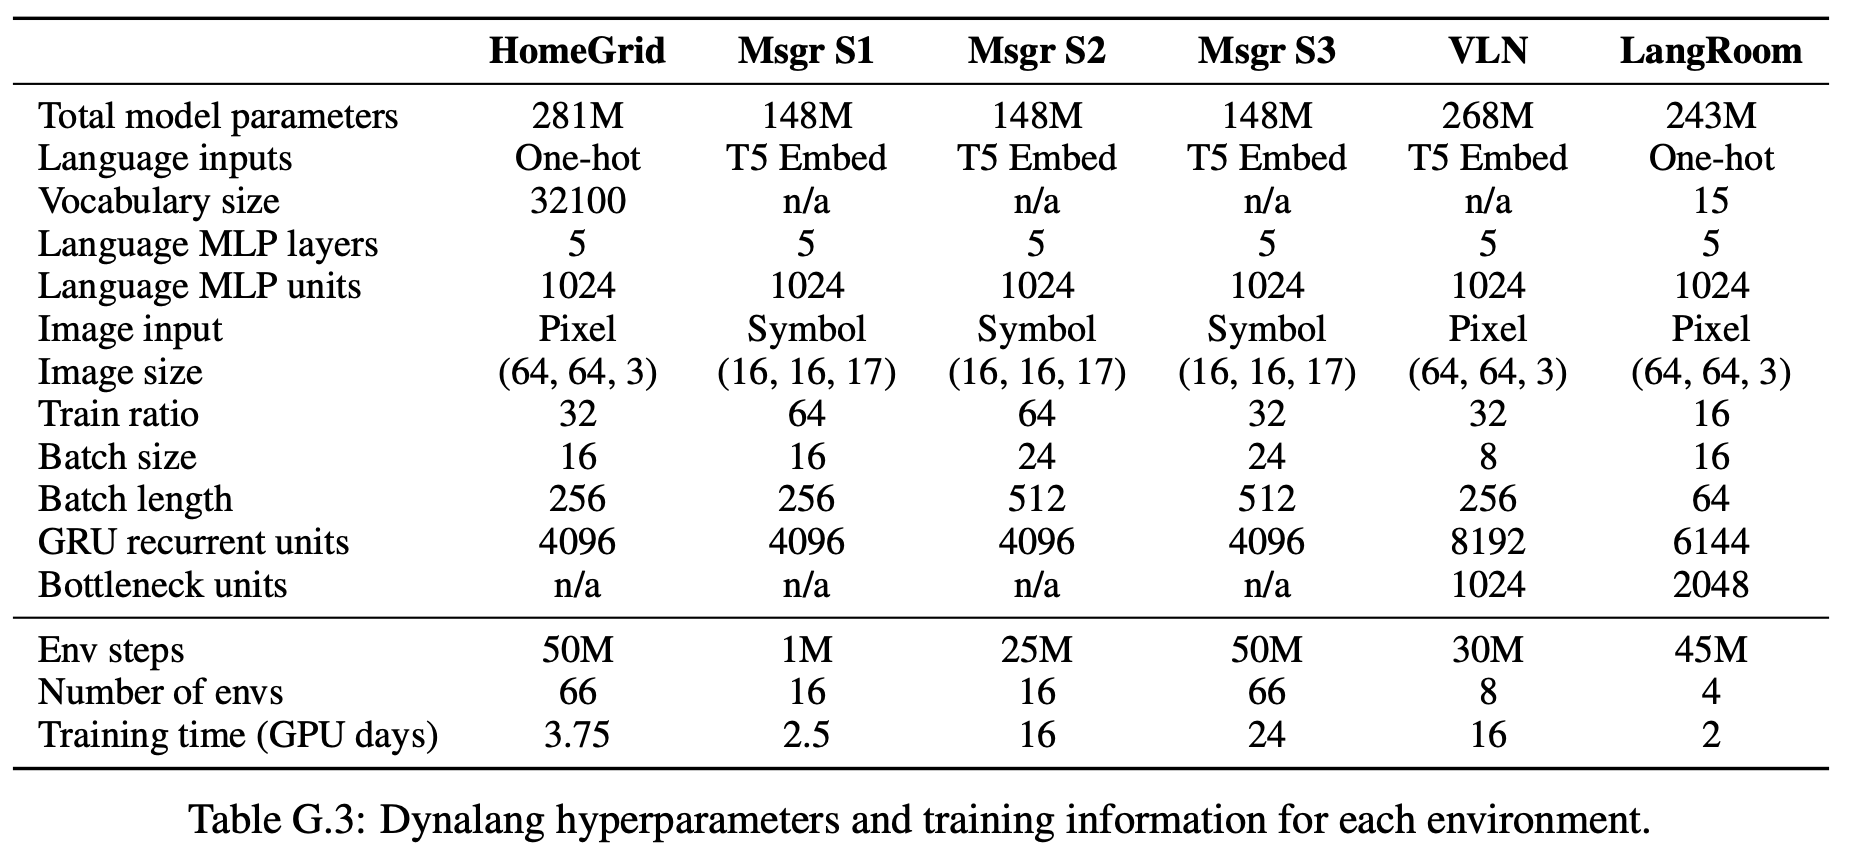 HomeGrid Msgr S1 Msgr S2 Msgr S3 VLN LangRoom
Total model parameters 281M 148M 148M 148M 268M 243M
Language inputs One-hot T5 Embed T5 Embed T5 Embed T5 Embed One-hot
Vocabulary size 32100 n/a n/a n/a n/a 15
Language MLP layers 5 5 5 5 5 5
Language MLP units 1024 1024 1024 1024 1024 1024
Image input Pixel Symbol Symbol Symbol Pixel Pixel
Image size (64, 64, 3) (16, 16, 17) (16, 16, 17) (16, 16, 17) (64, 64, 3) (64, 64, 3)
Train ratio 32 64 64 32 32 16
Batch size 16 16 24 24 8 16
Batch length 256 256 512 512 256 64
GRU recurrent units 4096 4096 4096 4096 8192 6144
Bottleneck units n/a n/a n/a n/a 1024 2048
Env steps 50M 1M 25M 50M 30M 45M
Number of envs 66 16 16 66 8 4
Training time (GPU days) 3.75 2.5 16 24 16 2
Table G.3: Dynalang hyperparameters and training information for each environment.